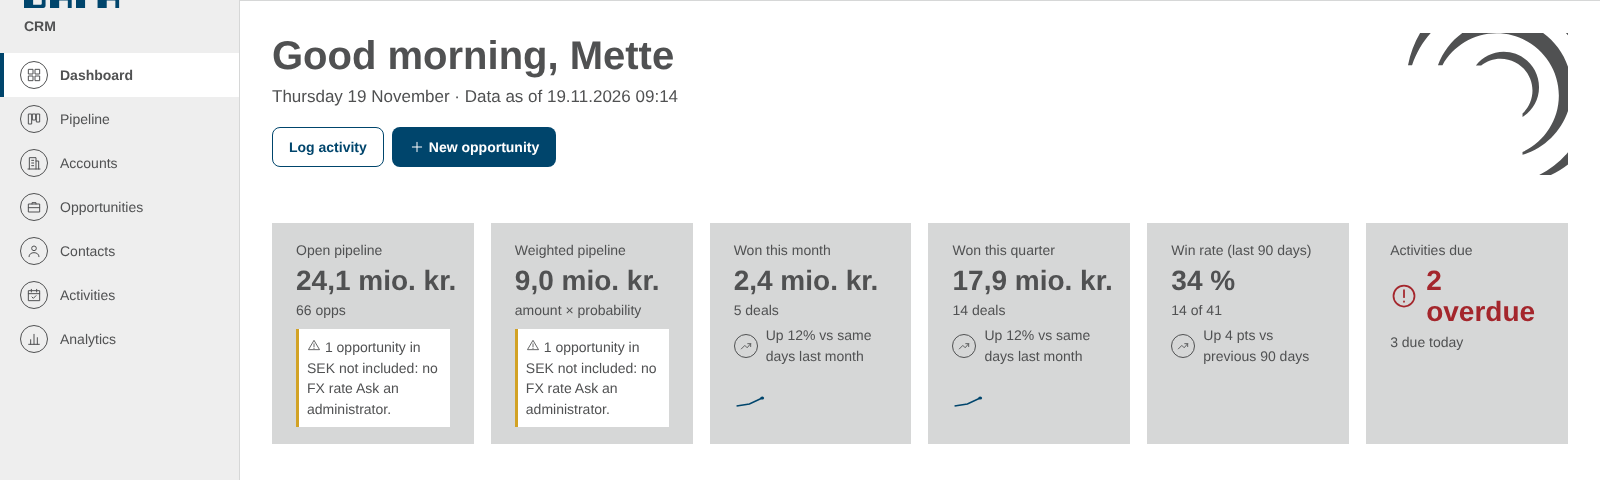 CRM
Dashboard
Pipeline
Accounts
Opportunities
Contacts
Activities
Analytics
Good morning, Mette
Thursday 19 November · Data as of 19.11.2026 09:14
Log activity
+ New opportunity
Open pipeline
24,1 mio. kr.
66 opps
1 opportunity in
SEK not included: no
FX rate Ask an
administrator.
Weighted pipeline
9,0 mio. kr.
amount × probability
1 opportunity in
SEK not included: no
FX rate Ask an
administrator.
Won this month
2,4 mio. kr.
5 deals
Up 12% vs same
days last month
Won this quarter
17,9 mio. kr.
14 deals
Up 12% vs same
days last month
Win rate (last 90 days)
34 %
14 of 41
Up 4 pts vs
previous 90 days
Activities due
2
overdue
3 due today